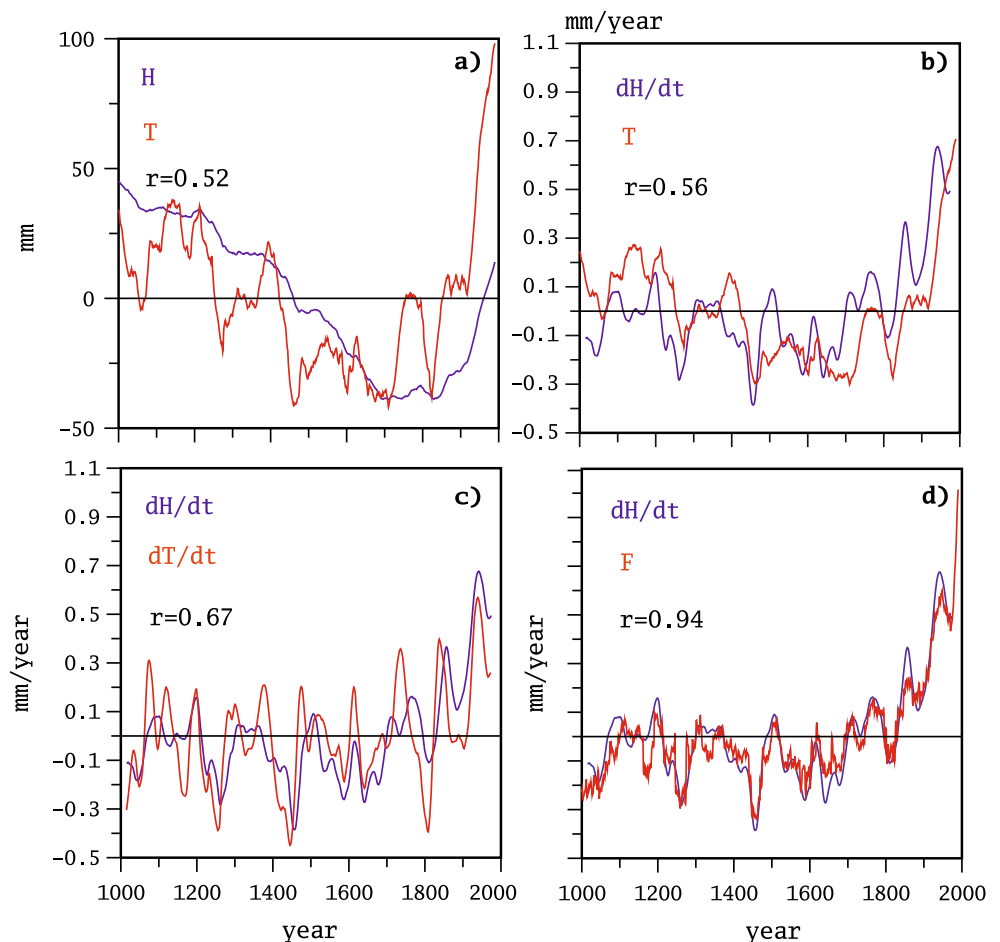 a)
H
T
r=0.52
mm
100
50
0
−50
mm/year
b)
dH/dt
T
r=0.56
1.1
0.9
0.7
0.5
0.3
0.1
−0.1
−0.3
−0.5
c)
dH/dt
dT/dt
r=0.67
mm/year
1.1
0.9
0.7
0.5
0.3
0.1
−0.1
−0.3
−0.5
1000 1200 1400 1600 1800 2000
year
d)
dH/dt
F
r=0.94
mm/year
1000 1200 1400 1600 1800 2000
year